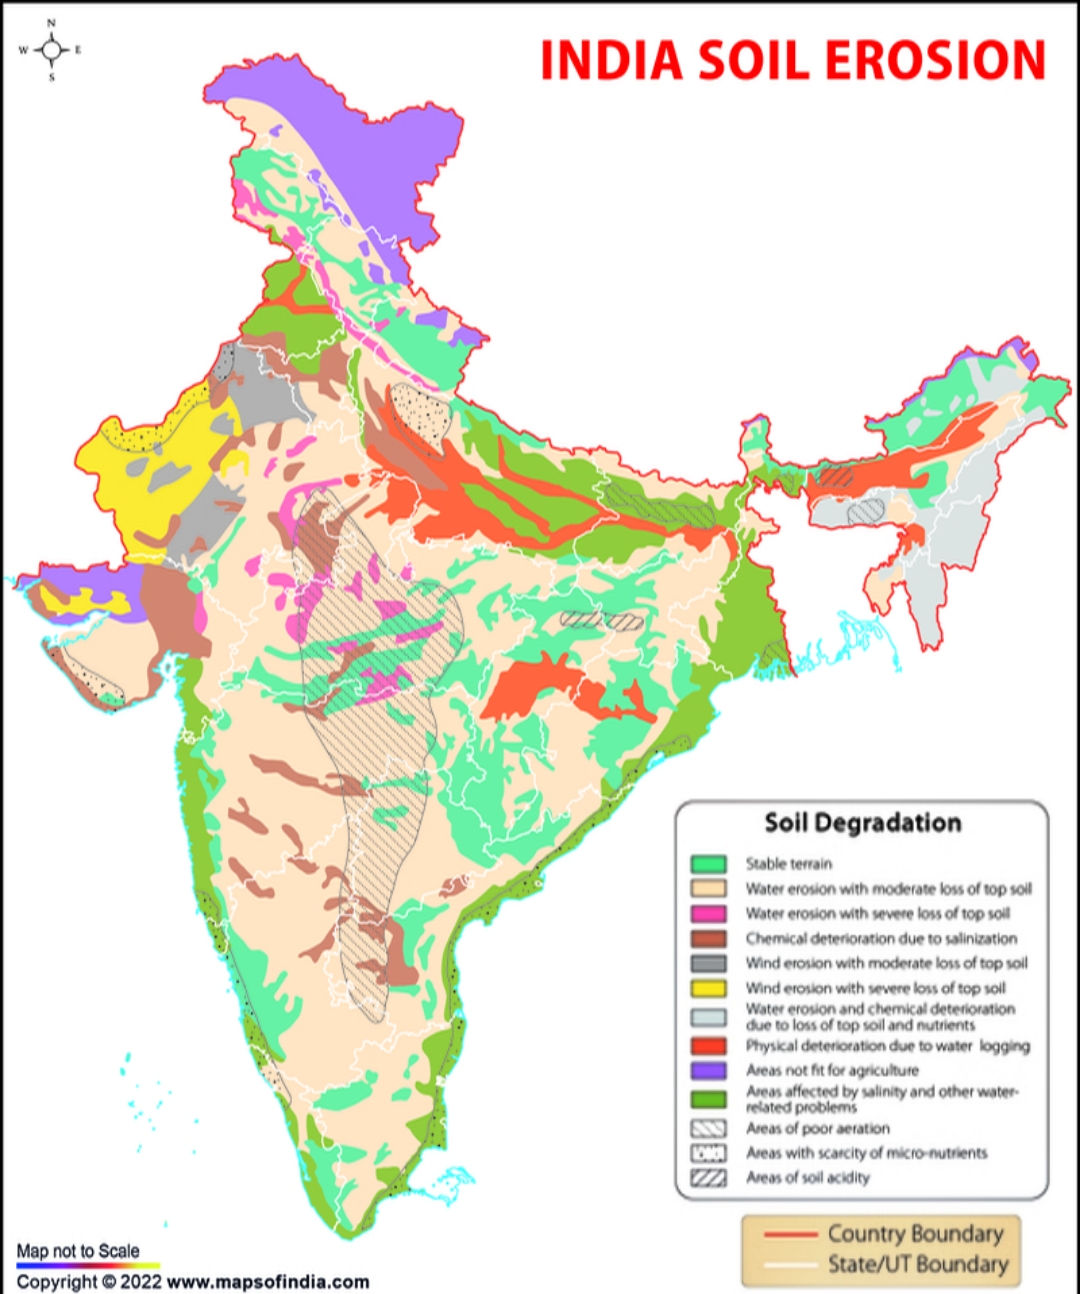 N
W E
S
INDIA SOIL EROSION
Soil Degradation
Stable terrain
Water erosion with moderate loss of top soil
Water erosion with severe loss of top soil
Chemical deterioration due to salinization
Wind erosion with moderate loss of top soil
Wind erosion with severe loss of top soil
Water erosion and chemical deterioration
due to loss of top soil and nutrients
Physical deterioration due to water logging
Areas not fit for agriculture
Areas affected by salinity and other water-
related problems
Areas of poor aeration
Areas with scarcity of micro-nutrients
Areas of soil acidity
Country Boundary
State/UT Boundary
Map not to Scale
Copyright © 2022 www.mapsofindia.com